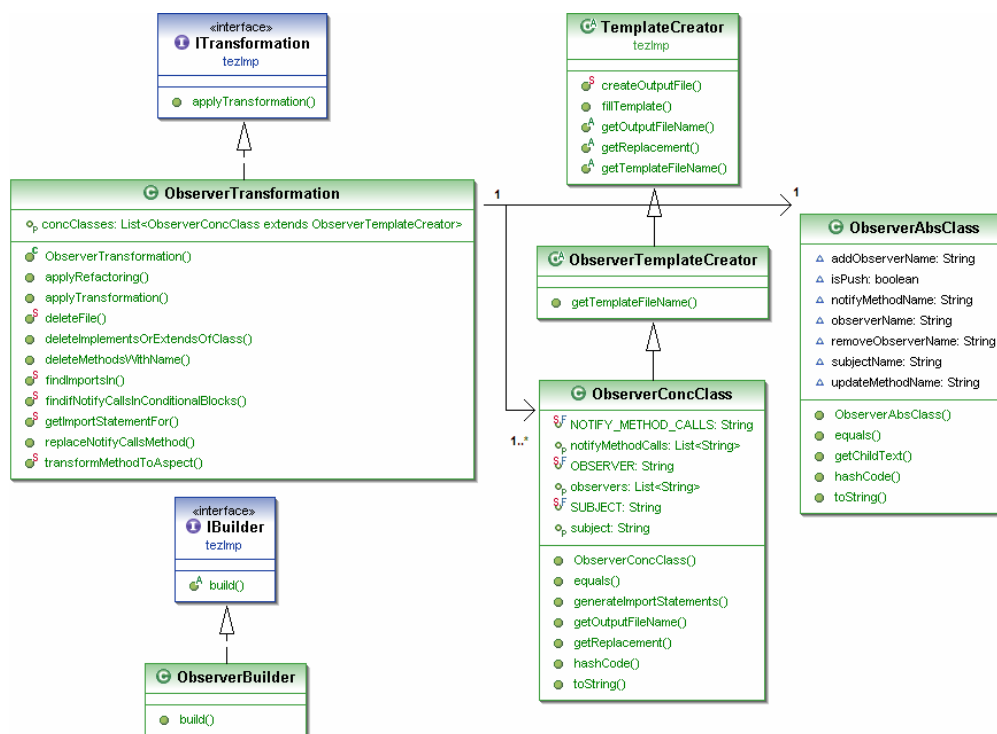 «interface»
ITransformation
tezImp
applyTransformation()
TemplateCreator
tezImp
createOutputFile()
fillTemplate()
getOutputFileName()
getReplacement()
getTemplateFileName()
ObserverTransformation
concClasses: List<ObserverConcClass extends ObserverTemplateCreator>
ObserverTransformation()
applyRefactoring()
applyTransformation()
deleteFile()
deleteImplementsOrExtendsOfClass()
deleteMethodsWithName()
findImportsIn()
findifNotifyCallsInConditionalBlocks()
getImportStatementFor()
replaceNotifyCallsMethod()
transformMethodToAspect()
1
1
1..*
ObserverTemplateCreator
getTemplateFileName()
ObserverAbsClass
addObserverName: String
isPush: boolean
notifyMethodName: String
observerName: String
removeObserverName: String
subjectName: String
updateMethodName: String
ObserverAbsClass()
equals()
getChildText()
hashCode()
toString()
ObserverConcClass
NOTIFY_METHOD_CALLS: String
notifyMethodCalls: List<String>
OBSERVER: String
observers: List<String>
SUBJECT: String
subject: String
ObserverConcClass()
equals()
generateImportStatements()
getOutputFileName()
getReplacement()
hashCode()
toString()
«interface»
IBuilder
tezImp
build()
ObserverBuilder
build()